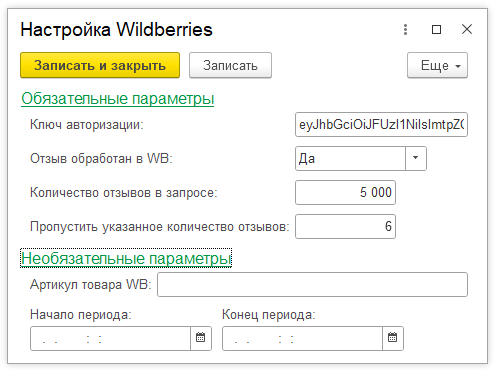 Настройка Wildberries
Записать и закрыть Записать Еще
Обязательные параметры
Ключ авторизации: eyJhbGciOiJFUzI1NiIsImtpZC
Отзыв обработан в WB: Да
Количество отзывов в запросе: 5 000
Пропустить указанное количество отзывов: 6
Необязательные параметры
Артикул товара WB:
Начало периода: Конец периода:
. . : : . . : :